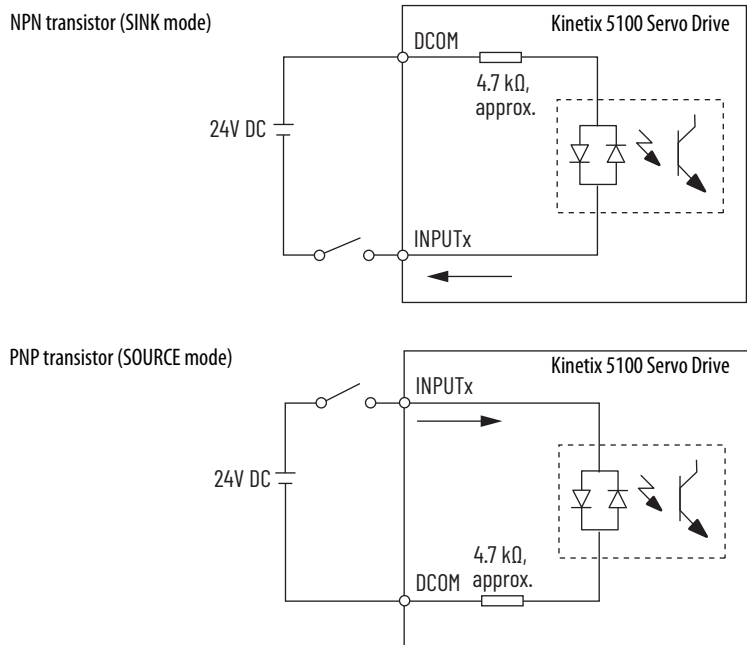 NPN transistor (SINK mode)
Kinetix 5100 Servo Drive
DCOM
4.7 kΩ,
approx.
24V DC
INPUTx
PNP transistor (SOURCE mode)
Kinetix 5100 Servo Drive
INPUTx
24V DC
4.7 kΩ,
approx.
DCOM